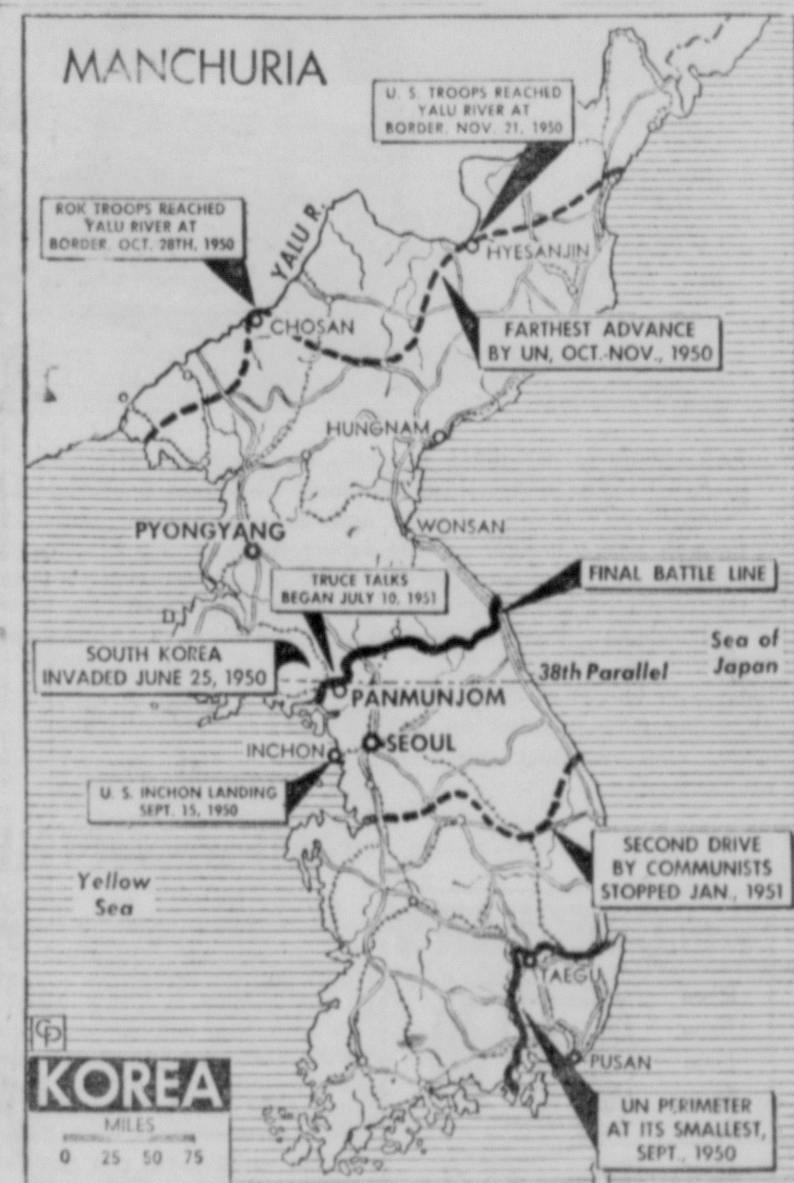 MANCHURIA
U. S. TROOPS REACHED
YALU RIVER AT
BORDER, NOV. 21, 1950
ROK TROOPS REACHED
YALU RIVER AT
BORDER, OCT. 28TH, 1950
YALU R.
HYESANJIN
CHOSAN
FARTHEST ADVANCE
BY UN, OCT.-NOV., 1950
HUNGNAM
PYONGYANG
WONSAN
TRUCE TALKS
BEGAN JULY 10, 1951
FINAL BATTLE LINE
SOUTH KOREA
INVADED JUNE 25, 1950
Sea of
Japan
38th Parallel
PANMUNJOM
INCHON
SEOUL
U. S. INCHON LANDING
SEPT. 15, 1950
SECOND DRIVE
BY COMMUNISTS
STOPPED JAN., 1951
Yellow
Sea
TAEGU
CP
PUSAN
KOREA
MILES
0 25 50 75
UN PERIMETER
AT ITS SMALLEST,
SEPT., 1950